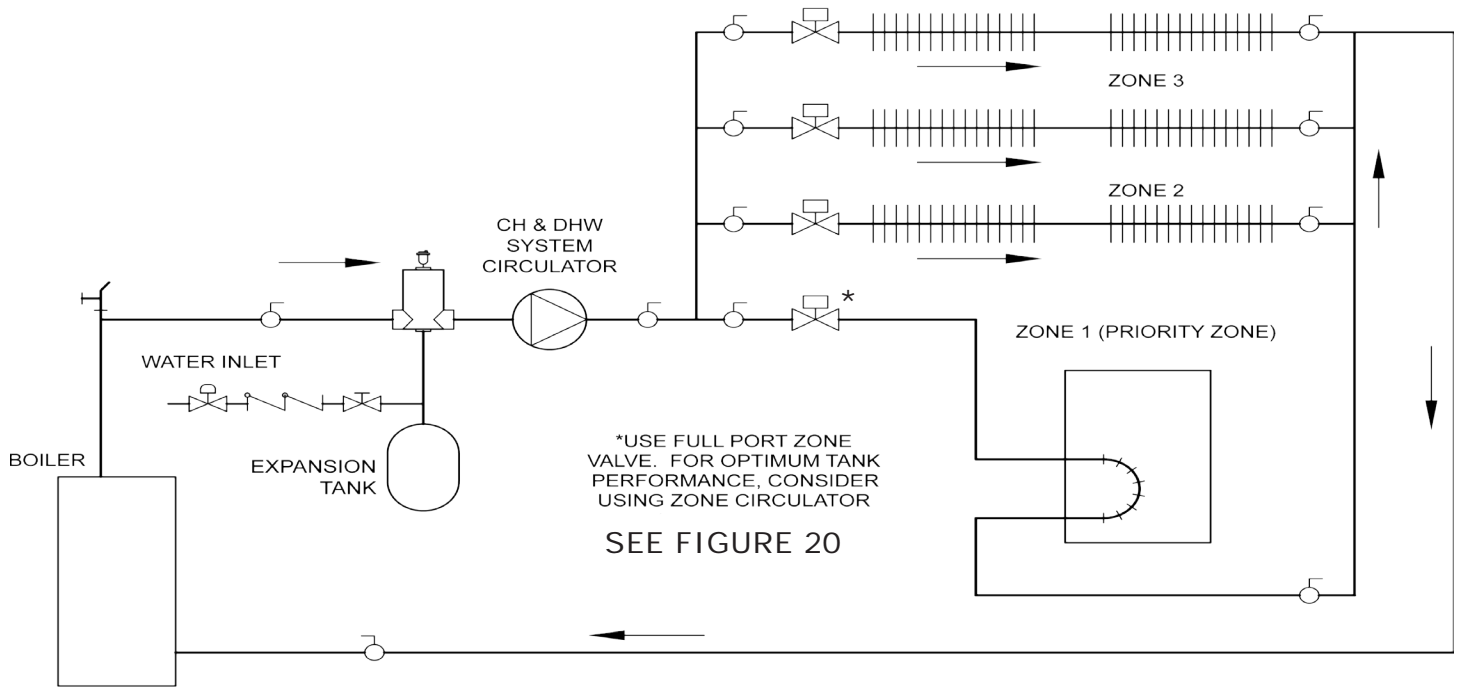 ZONE 3
ZONE 2
CH & DHW
SYSTEM
CIRCULATOR
*
ZONE 1 (PRIORITY ZONE)
WATER INLET
BOILER
EXPANSION
TANK
*USE FULL PORT ZONE
VALVE. FOR OPTIMUM TANK
PERFORMANCE, CONSIDER
USING ZONE CIRCULATOR
SEE FIGURE 20